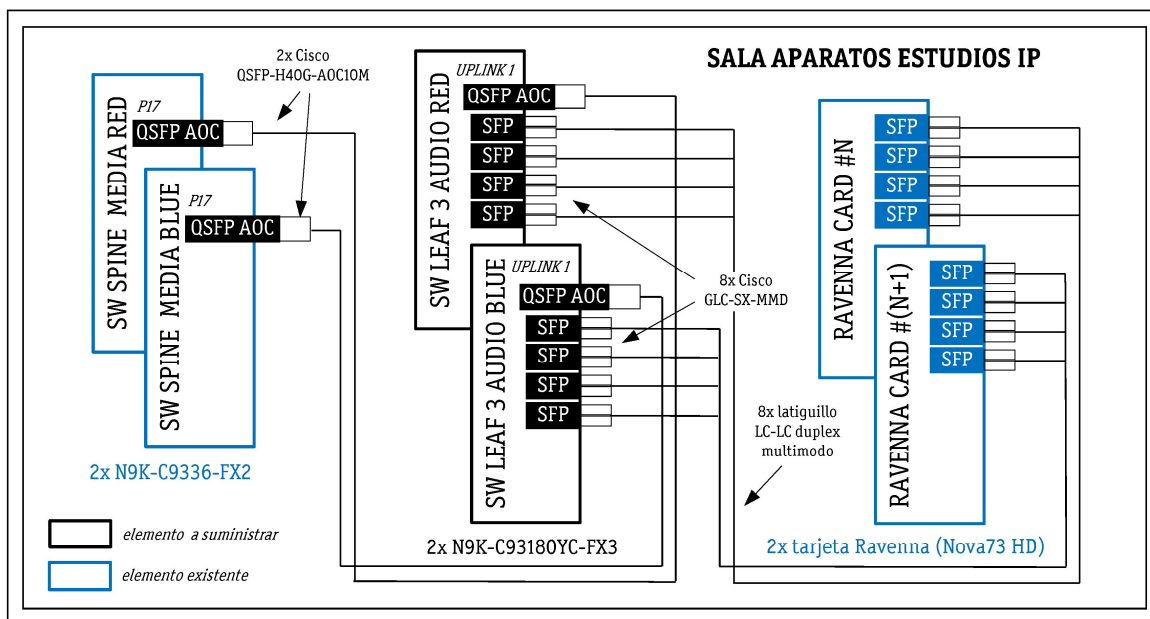 SALA APARATOS ESTUDIOS IP
2x Cisco
QSFP-H40G-AOC10M
P17
QSFP AOC
SW SPINE MEDIA RED
P17
QSFP AOC
SW SPINE MEDIA BLUE
2x N9K-C9336-FX2
UPLINK 1
QSFP AOC
SFP
SFP
SFP
SFP
SW LEAF 3 AUDIO RED
UPLINK 1
QSFP AOC
SFP
SFP
SFP
SFP
SW LEAF 3 AUDIO BLUE
2x N9K-C93180YC-FX3
8x Cisco
GLC-SX-MMD
8x latiguillo
LC-LC duplex
multimodo
SFP
SFP
SFP
SFP
RAVENNA CARD #N
SFP
SFP
SFP
SFP
RAVENNA CARD #(N+1)
2x tarjeta Ravenna (Nova73 HD)
elemento a suministrar
elemento existente